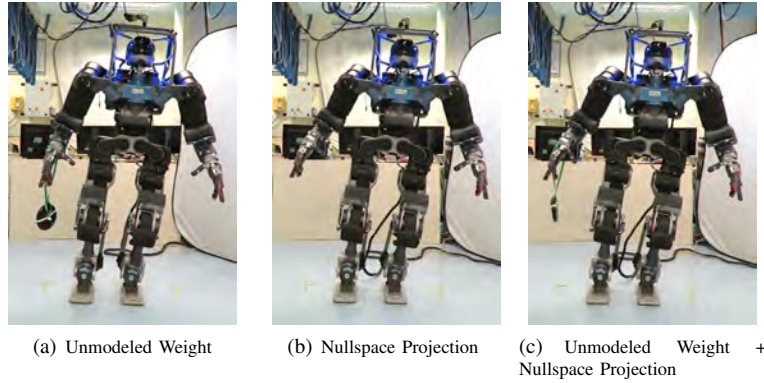 (a) Unmodeled Weight
(b) Nullspace Projection
(c) Unmodeled Weight +
Nullspace Projection